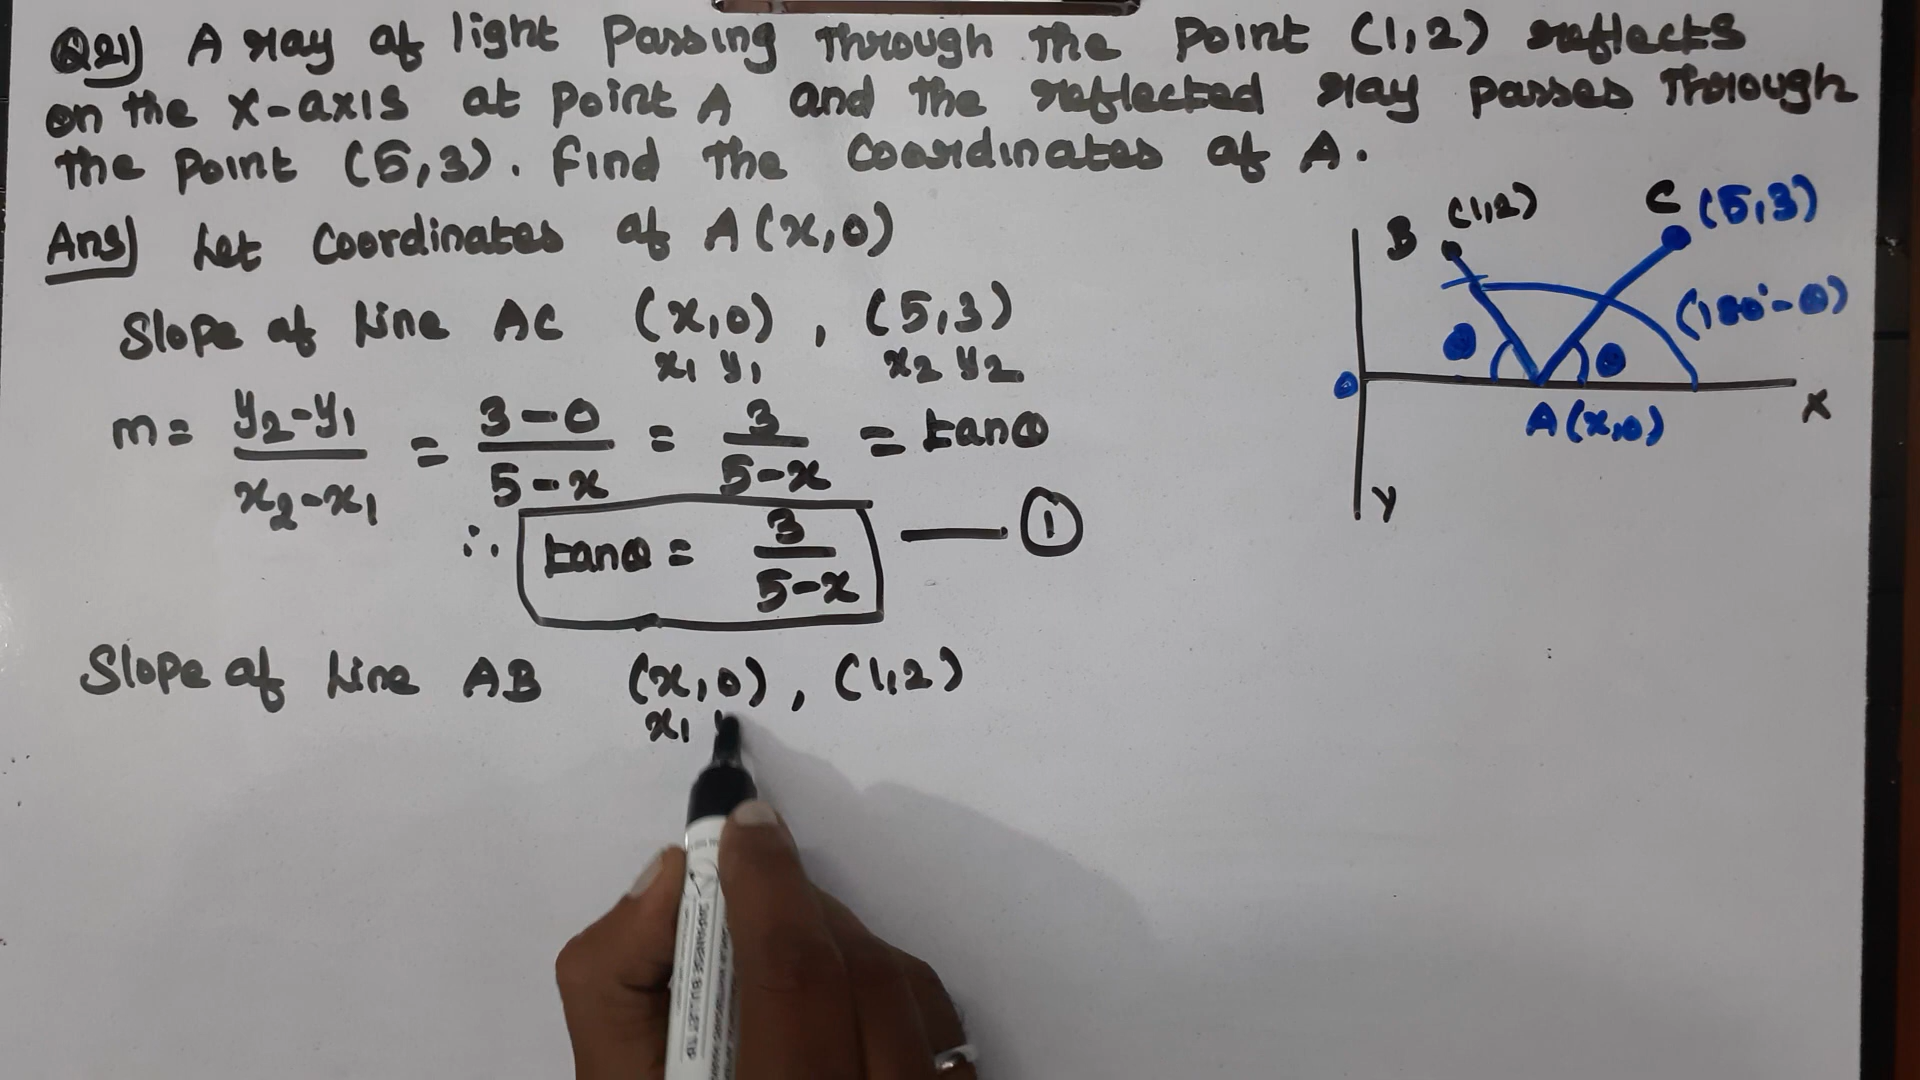 Q21) A ray of light passing through the point (1,2) reflects
on the x-axis at point A and the reflected ray passes through
the point (5,3). Find the coordinates of A.
Ans) Let coordinates of A(x,0)
Slope of line AC (x,0) , (5,3)
x1 y1 x2 y2
m = y2-y1 / x2-x1 = 3-0 / 5-x = 3 / 5-x = tanθ
∴ tanθ = 3 / 5-x — 1
Slope of line AB (x,0) , (1,2)
x1
B (1,2) C (5,3)
θ θ (180°-θ)
0 A(x,0) X
Y